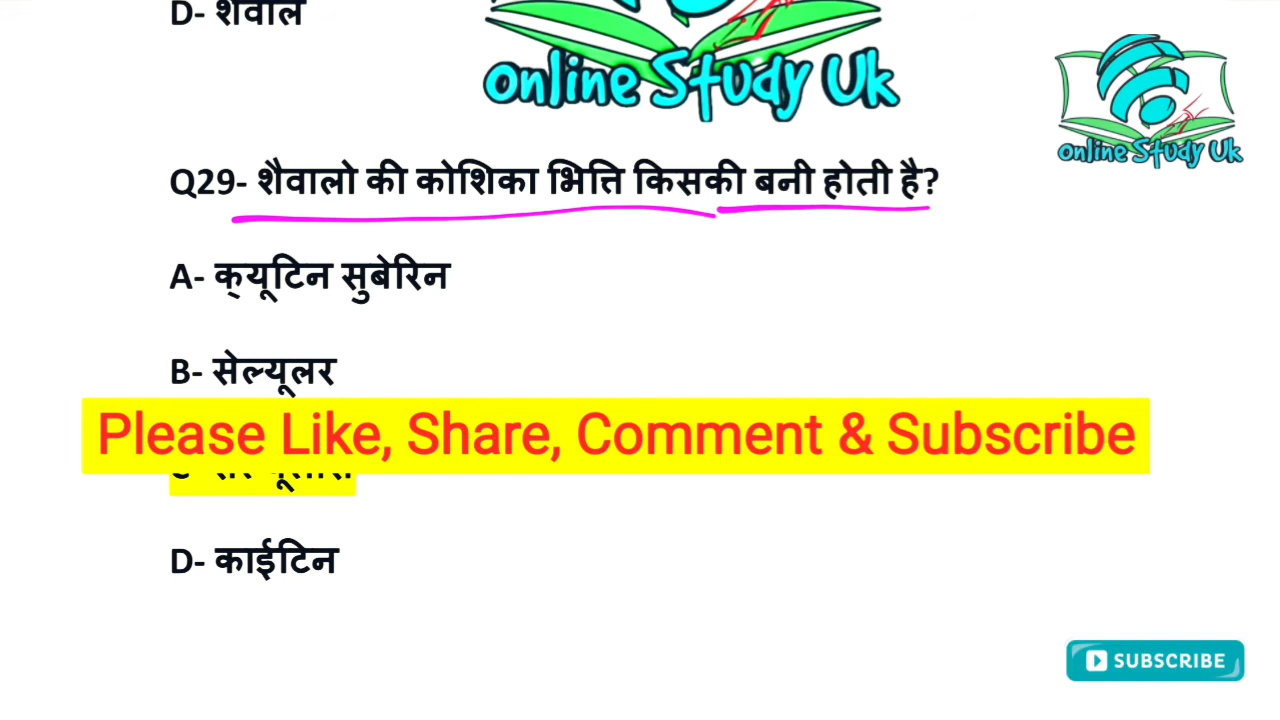 D- शैवाल
Online Study Uk
Online Study Uk
Q29- शैवालो की कोशिका भित्ति किसकी बनी होती है?
A- क्यूटिन सुबेरिन
B- सेल्यूलर
Please Like, Share, Comment & Subscribe
D- काईटिन
SUBSCRIBE